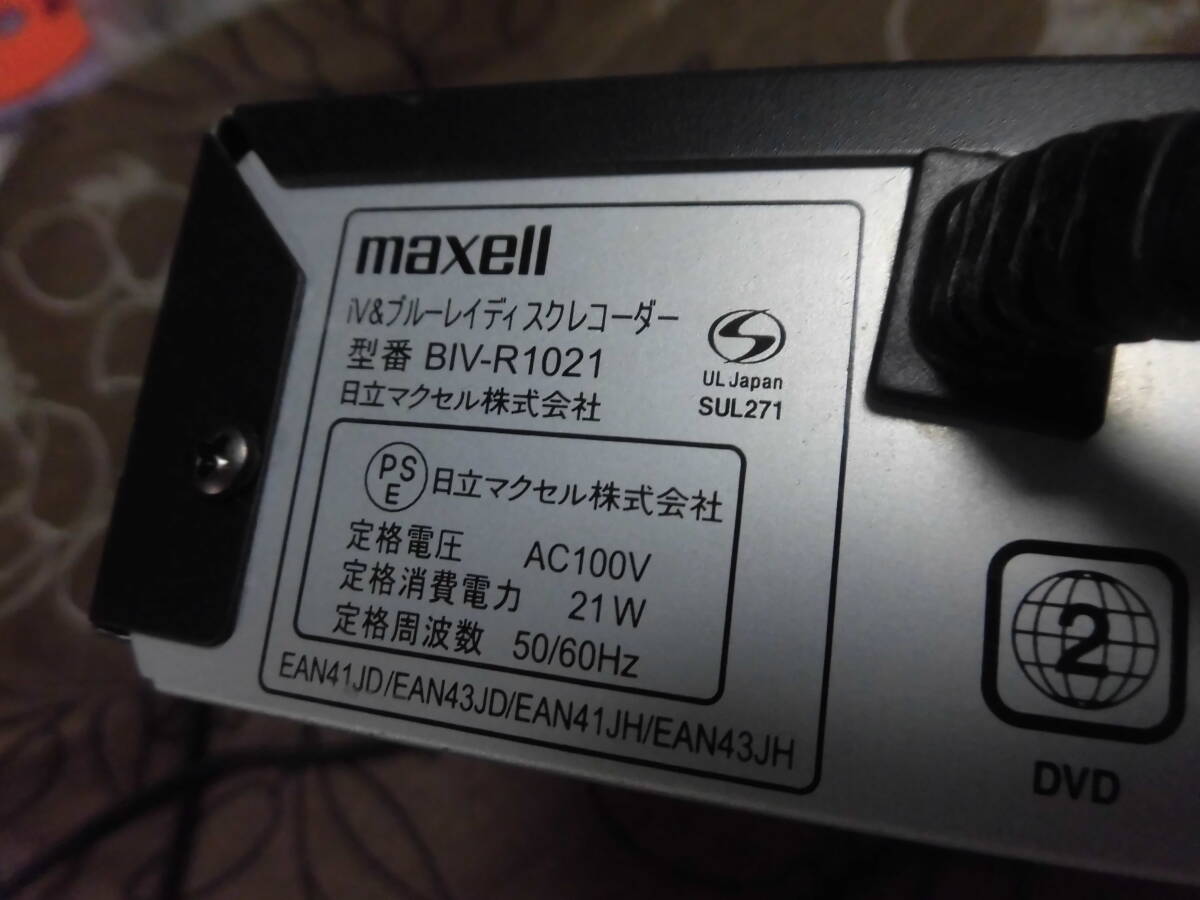 maxell
iV&ブルーレイディスクレコーダー
型番 BIV-R1021
日立マクセル株式会社
S
UL Japan
SUL271
PS
E
日立マクセル株式会社
定格電圧 AC100V
定格消費電力 21W
定格周波数 50/60Hz
EAN41JD/EAN43JD/EAN41JH/EAN43JH
2
DVD